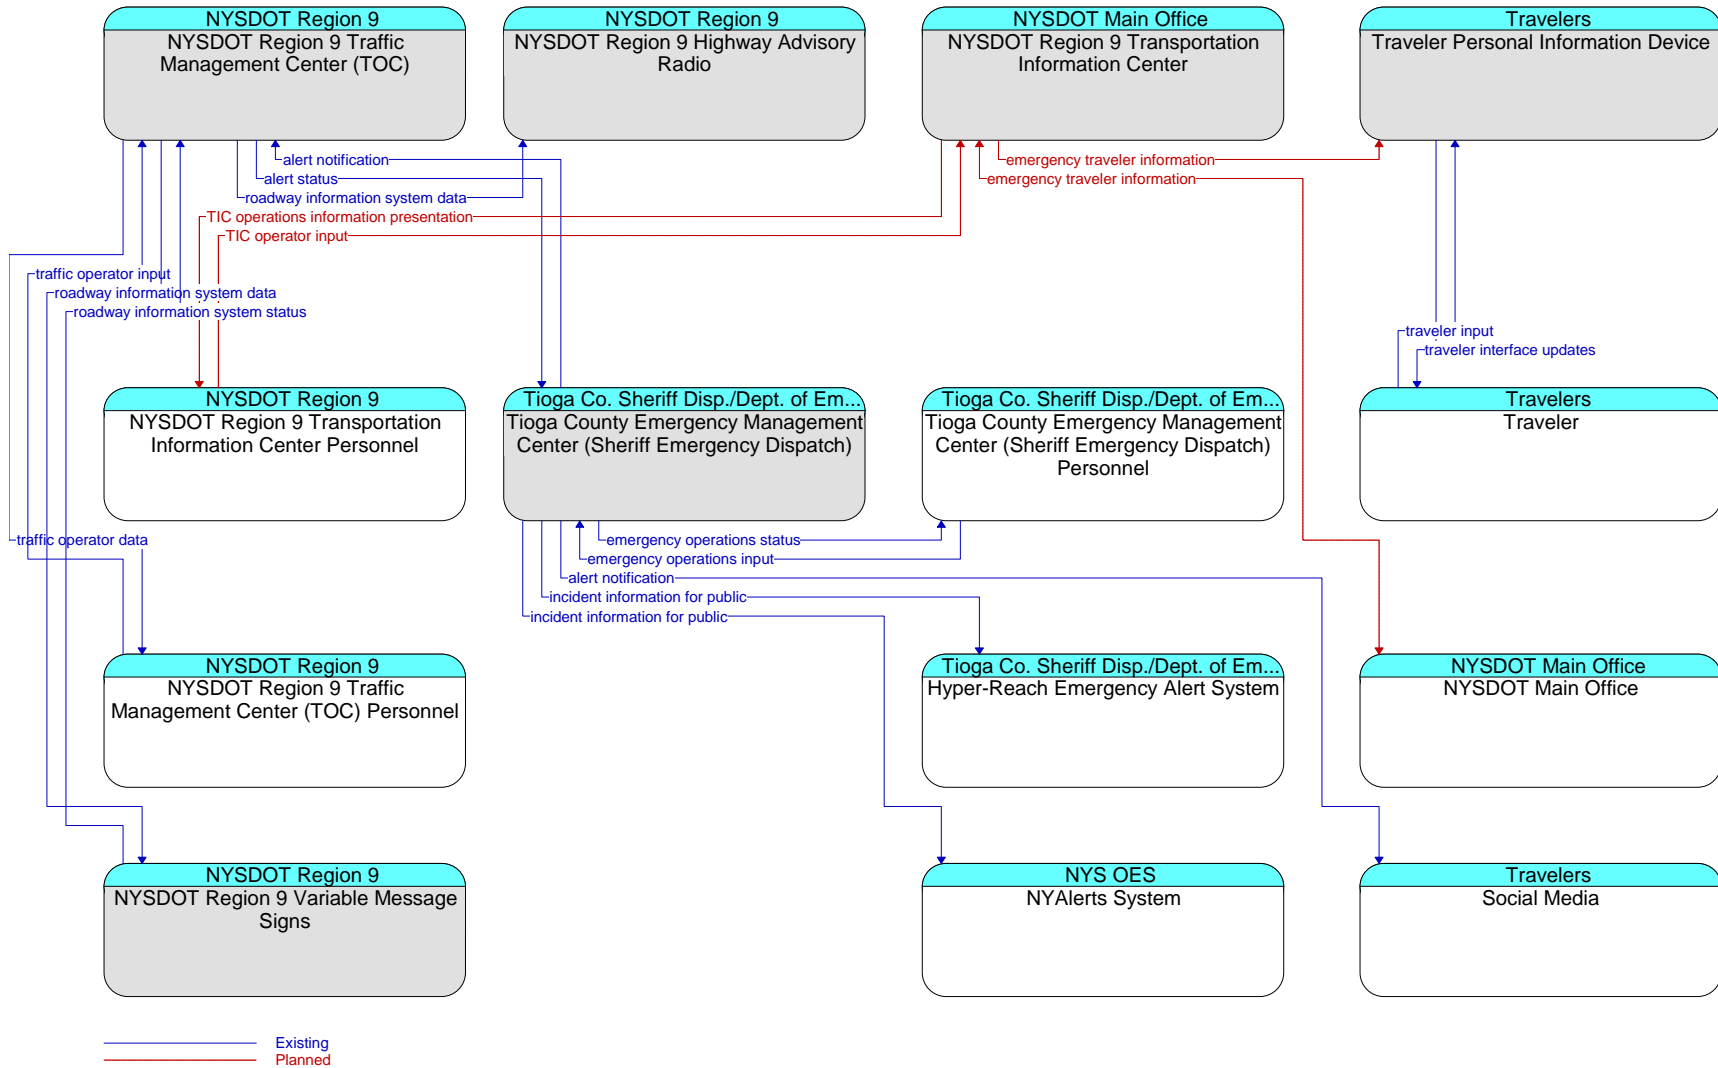 NYSDOT Region 9
NYSDOT Region 9 Traffic
Management Center (TOC)
NYSDOT Region 9
NYSDOT Region 9 Highway Advisory
Radio
NYSDOT Main Office
NYSDOT Region 9 Transportation
Information Center
Travelers
Traveler Personal Information Device
alert notification
alert status
roadway information system data
TIC operations information presentation
TIC operator input
emergency traveler information
emergency traveler information
traffic operator input
roadway information system data
roadway information system status
traveler input
traveler interface updates
NYSDOT Region 9
NYSDOT Region 9 Transportation
Information Center Personnel
Tioga Co. Sheriff Disp./Dept. of Em...
Tioga County Emergency Management
Center (Sheriff Emergency Dispatch)
Tioga Co. Sheriff Disp./Dept. of Em...
Tioga County Emergency Management
Center (Sheriff Emergency Dispatch)
Personnel
Travelers
Traveler
traffic operator data
emergency operations status
emergency operations input
alert notification
incident information for public
incident information for public
NYSDOT Region 9
NYSDOT Region 9 Traffic
Management Center (TOC) Personnel
Tioga Co. Sheriff Disp./Dept. of Em...
Hyper-Reach Emergency Alert System
NYSDOT Main Office
NYSDOT Main Office
NYSDOT Region 9
NYSDOT Region 9 Variable Message
Signs
NYS OES
NYAlerts System
Travelers
Social Media
Existing
Planned